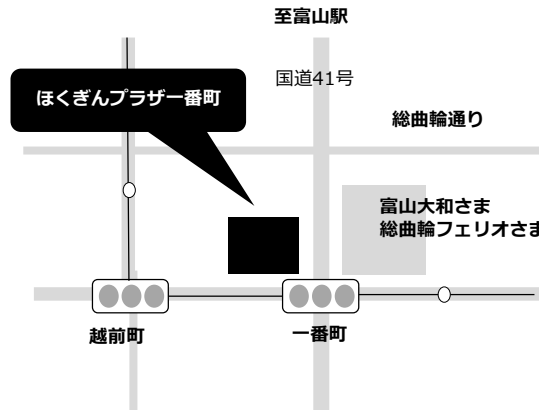 至富山駅
国道41号
ほくぎんプラザ一番町
総曲輪通り
富山大和さま
総曲輪フェリオさま
越前町
一番町